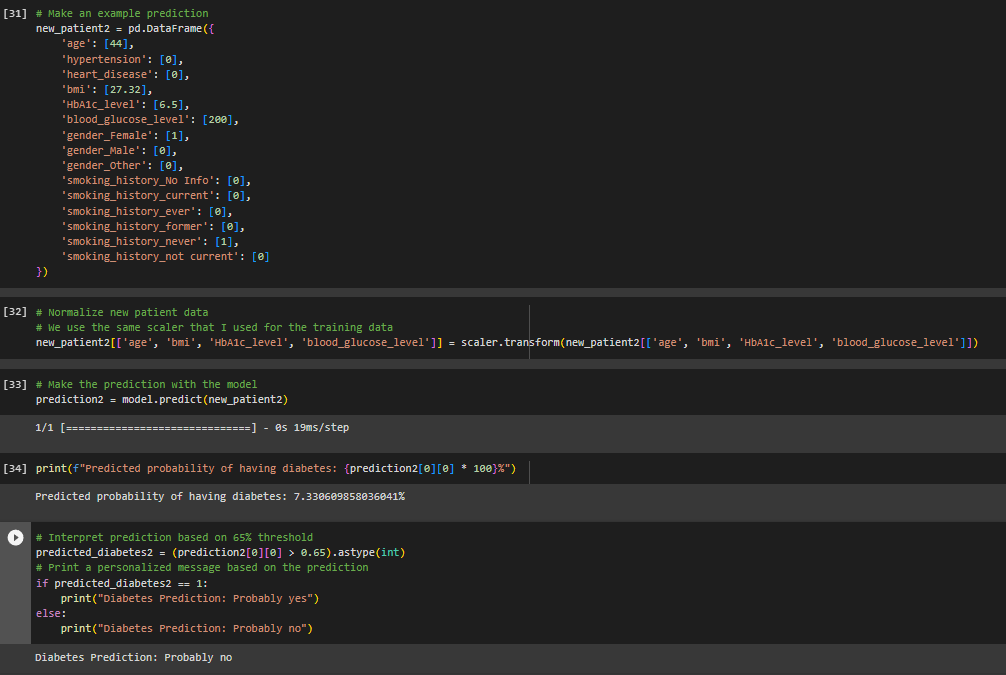 [31] # Make an example prediction
new_patient2 = pd.DataFrame({
    'age': [44],
    'hypertension': [0],
    'heart_disease': [0],
    'bmi': [27.32],
    'HbA1c_level': [6.5],
    'blood_glucose_level': [200],
    'gender_Female': [1],
    'gender_Male': [0],
    'gender_Other': [0],
    'smoking_history_No Info': [0],
    'smoking_history_current': [0],
    'smoking_history_ever': [0],
    'smoking_history_former': [0],
    'smoking_history_never': [1],
    'smoking_history_not current': [0]
})
[32] # Normalize new patient data
# We use the same scaler that I used for the training data
new_patient2[['age', 'bmi', 'HbA1c_level', 'blood_glucose_level']] = scaler.transform(new_patient2[['age', 'bmi', 'HbA1c_level', 'blood_glucose_level']])
[33] # Make the prediction with the model
prediction2 = model.predict(new_patient2)
1/1 [==============================] - 0s 19ms/step
[34] print(f"Predicted probability of having diabetes: {prediction2[0][0] * 100}%")
Predicted probability of having diabetes: 7.330609858036041%
# Interpret prediction based on 65% threshold
predicted_diabetes2 = (prediction2[0][0] > 0.65).astype(int)
# Print a personalized message based on the prediction
if predicted_diabetes2 == 1:
    print("Diabetes Prediction: Probably yes")
else:
    print("Diabetes Prediction: Probably no")
Diabetes Prediction: Probably no